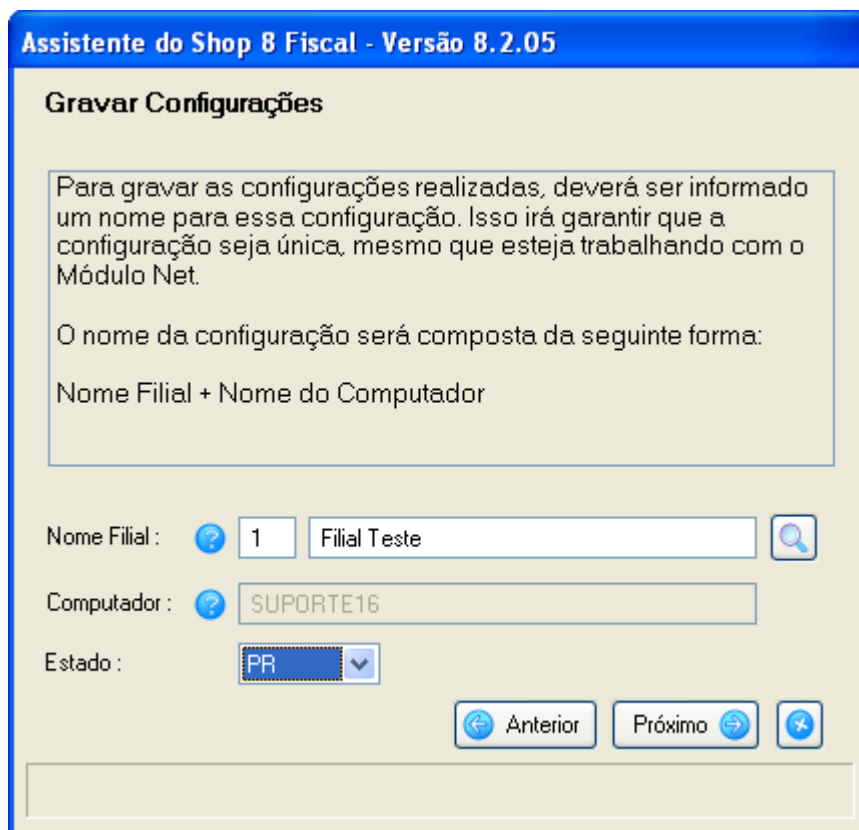 Assistente do Shop 8 Fiscal - Versão 8.2.05
Gravar Configurações
Para gravar as configurações realizadas, deverá ser informado
um nome para essa configuração. Isso irá garantir que a
configuração seja única, mesmo que esteja trabalhando com o
Módulo Net.
O nome da configuração será composta da seguinte forma:
Nome Filial + Nome do Computador
Nome Filial : ? 1 Filial Teste
Computador : ? SUPORTE16
Estado : PR
Anterior Próximo